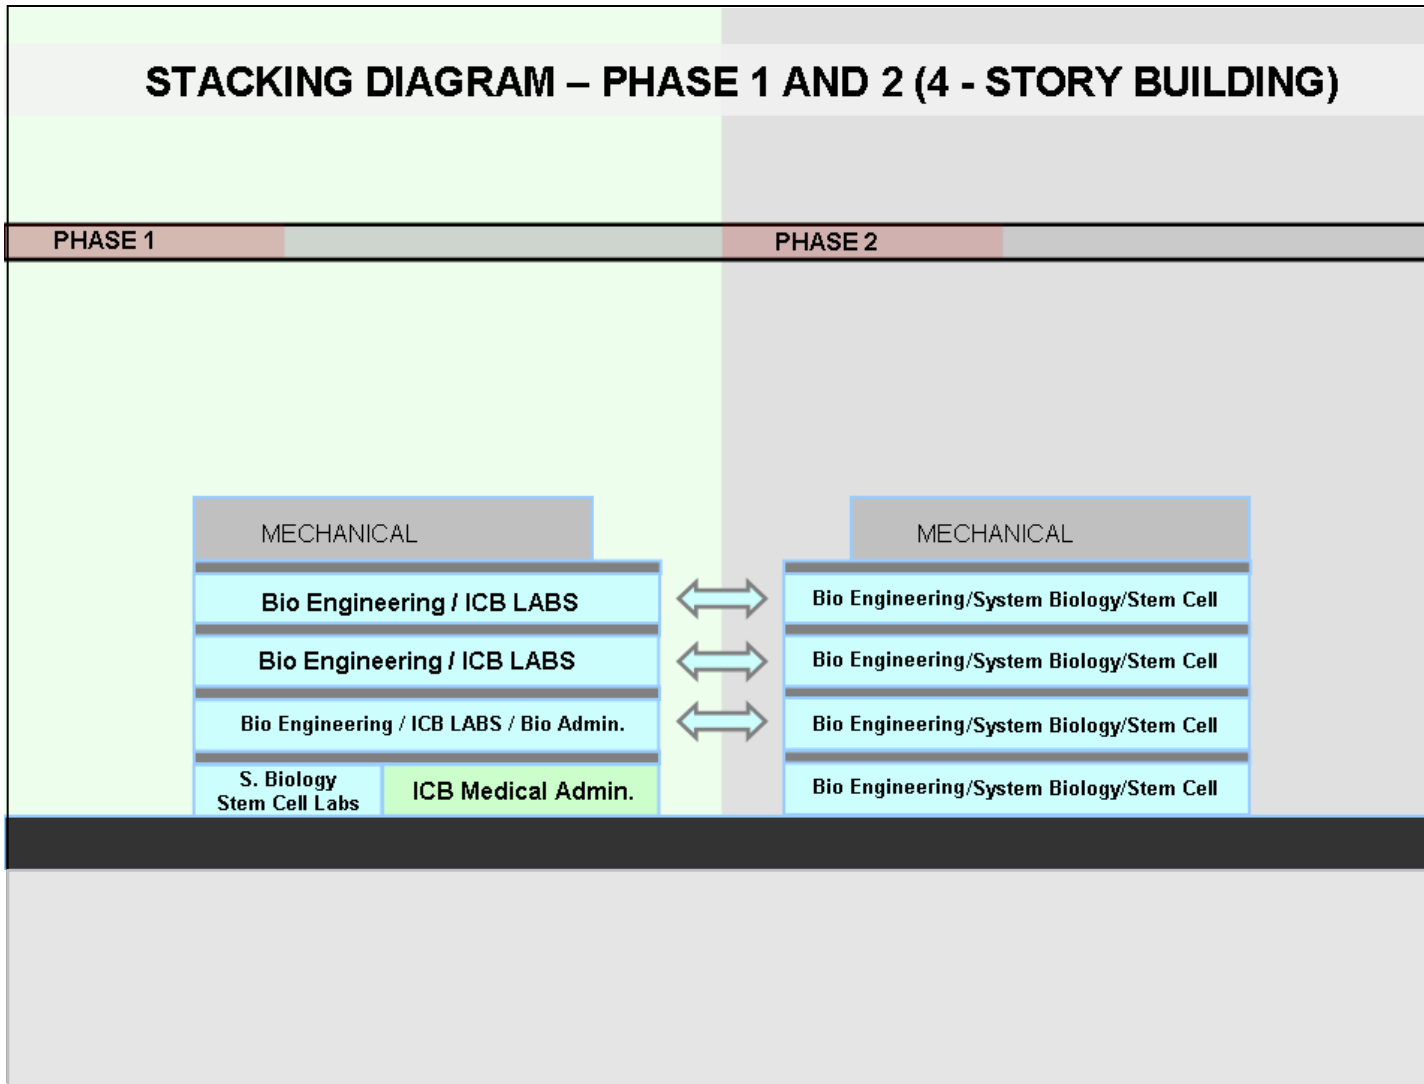 STACKING DIAGRAM – PHASE 1 AND 2 (4 - STORY BUILDING)
PHASE 1
PHASE 2
MECHANICAL
Bio Engineering / ICB LABS
Bio Engineering / ICB LABS
Bio Engineering / ICB LABS / Bio Admin.
S. Biology
Stem Cell Labs
ICB Medical Admin.
MECHANICAL
Bio Engineering/System Biology/Stem Cell
Bio Engineering/System Biology/Stem Cell
Bio Engineering/System Biology/Stem Cell
Bio Engineering/System Biology/Stem Cell